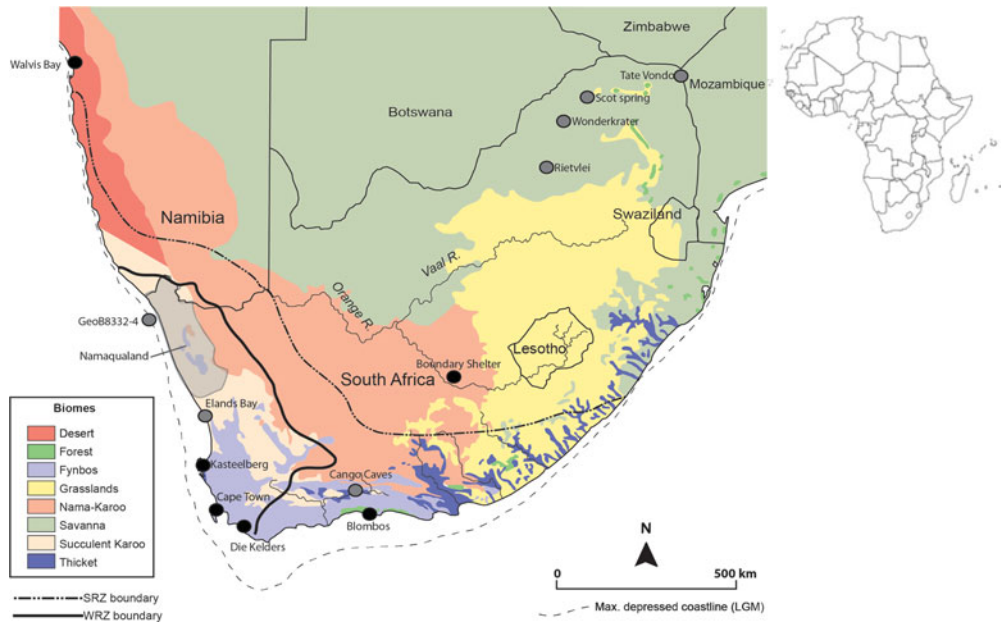 Zimbabwe
Walvis Bay
Tate Vondo
Mozambique
Scot spring
Botswana
Wonderkrater
Rietvlei
Namibia
Swaziland
Vaal R.
Orange R.
GeoB8332-4
Namaqualand
Lesotho
Boundary Shelter
South Africa
Elands Bay
Kasteelberg
Cango Caves
Cape Town
Blombos
Die Kelders
Biomes
Desert
Forest
Fynbos
Grasslands
Nama-Karoo
Savanna
Succulent Karoo
Thicket
SRZ boundary
WRZ boundary
N
0 500 km
Max. depressed coastline (LGM)